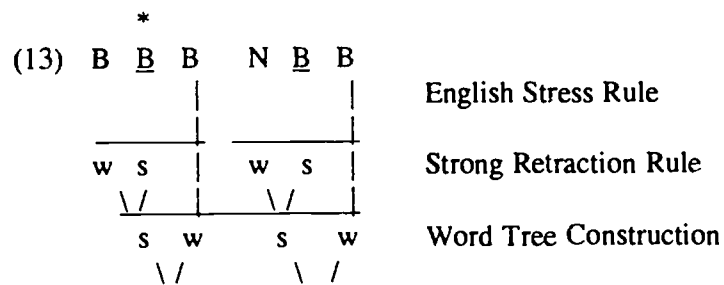 *
(13) B B B N B B
English Stress Rule
w s w s Strong Retraction Rule
\ / \ /
s w s w Word Tree Construction
\ / \ /